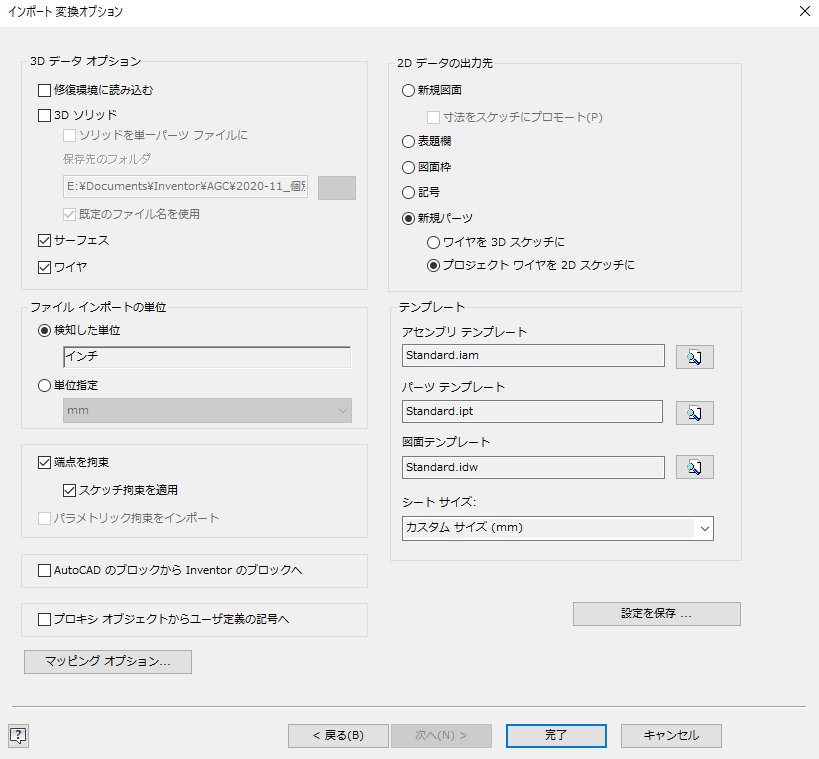 インポート 変換オプション
3D データ オプション
修復環境に読み込む
3D ソリッド
ソリッドを単一パーツ ファイルに
保存先のフォルダ
E:¥Documents¥Inventor¥AGC¥2020-11_個別
既定のファイル名を使用
サーフェス
ワイヤ
ファイル インポートの単位
検知した単位
インチ
単位指定
mm
端点を拘束
スケッチ拘束を適用
パラメトリック拘束をインポート
AutoCAD のブロックから Inventor のブロックへ
プロキシ オブジェクトからユーザ定義の記号へ
マッピング オプション...
2D データの出力先
新規図面
寸法をスケッチにプロモート(P)
表題欄
図面枠
記号
新規パーツ
ワイヤを 3D スケッチに
プロジェクト ワイヤを 2D スケッチに
テンプレート
アセンブリ テンプレート
Standard.iam
パーツ テンプレート
Standard.ipt
図面テンプレート
Standard.idw
シート サイズ:
カスタム サイズ (mm)
設定を保存 ...
?
< 戻る(B)
次へ(N) >
完了
キャンセル